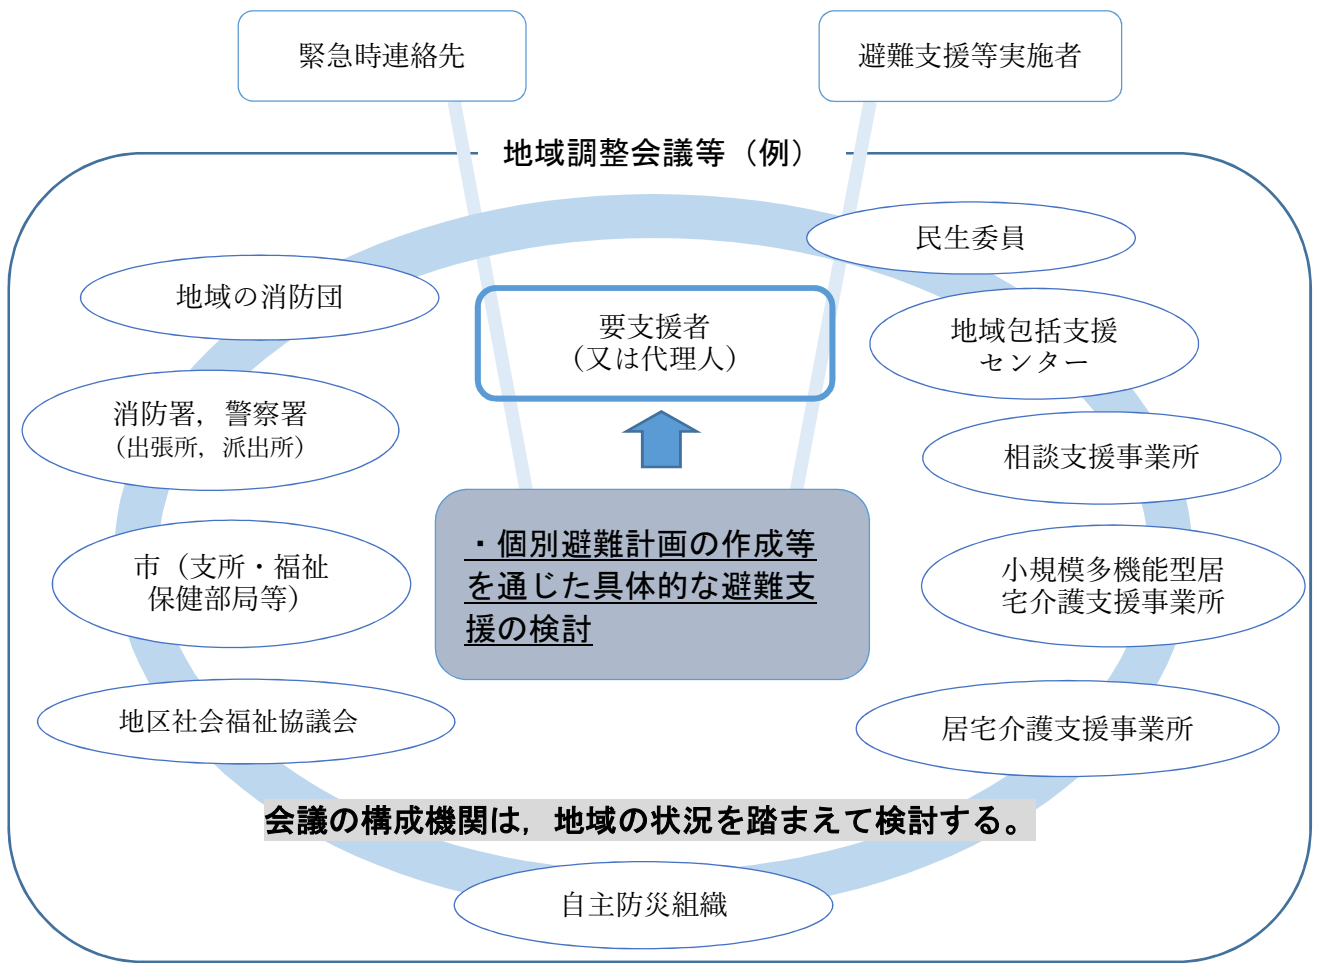 緊急時連絡先
避難支援等実施者
地域調整会議等（例）
民生委員
地域の消防団
要支援者
（又は代理人）
地域包括支援
センター
消防署，警察署
（出張所，派出所）
相談支援事業所
・個別避難計画の作成等
を通じた具体的な避難支
援の検討
市（支所・福祉
保健部局等）
小規模多機能型居
宅介護支援事業所
地区社会福祉協議会
居宅介護支援事業所
会議の構成機関は，地域の状況を踏まえて検討する。
自主防災組織